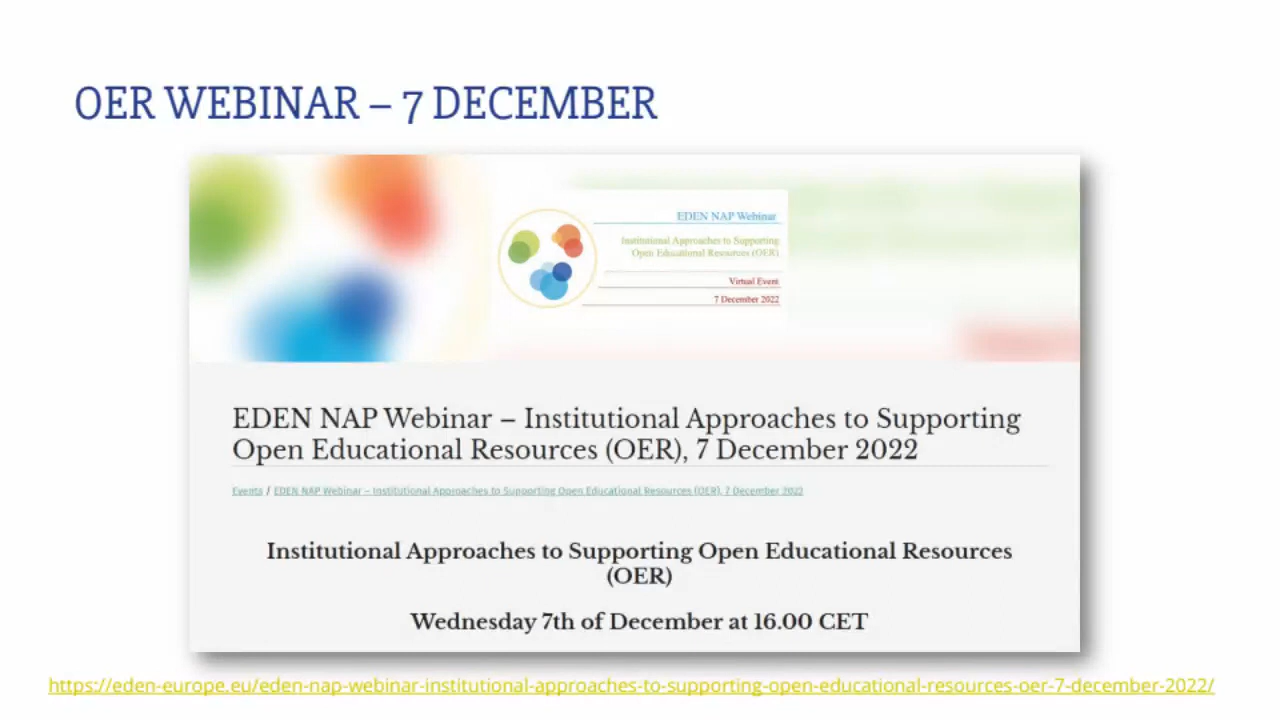 OER WEBINAR – 7 DECEMBER
EDEN NAP Webinar
Institutional Approaches to Supporting
Open Educational Resources (OER)
Virtual Event
7 December 2022
EDEN NAP Webinar – Institutional Approaches to Supporting
Open Educational Resources (OER), 7 December 2022
Events / EDEN NAP Webinar – Institutional Approaches to Supporting Open Educational Resources (OER), 7 December 2022
Institutional Approaches to Supporting Open Educational Resources
(OER)
Wednesday 7th of December at 16.00 CET
https://eden-europe.eu/eden-nap-webinar-institutional-approaches-to-supporting-open-educational-resources-oer-7-december-2022/